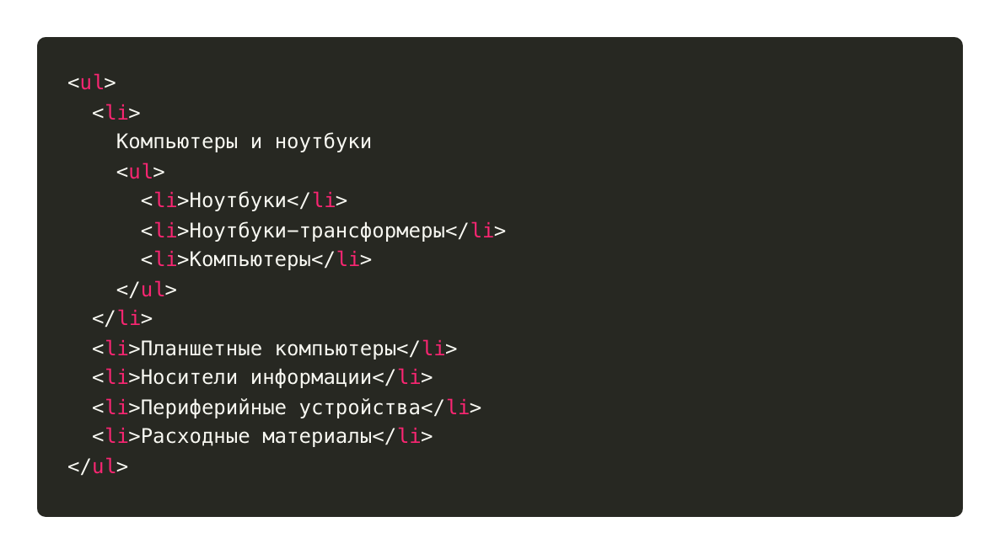 <ul>
  <li>
    Компьютеры и ноутбуки
    <ul>
      <li>Ноутбуки</li>
      <li>Ноутбуки-трансформеры</li>
      <li>Компьютеры</li>
    </ul>
  </li>
  <li>Планшетные компьютеры</li>
  <li>Носители информации</li>
  <li>Периферийные устройства</li>
  <li>Расходные материалы</li>
</ul>